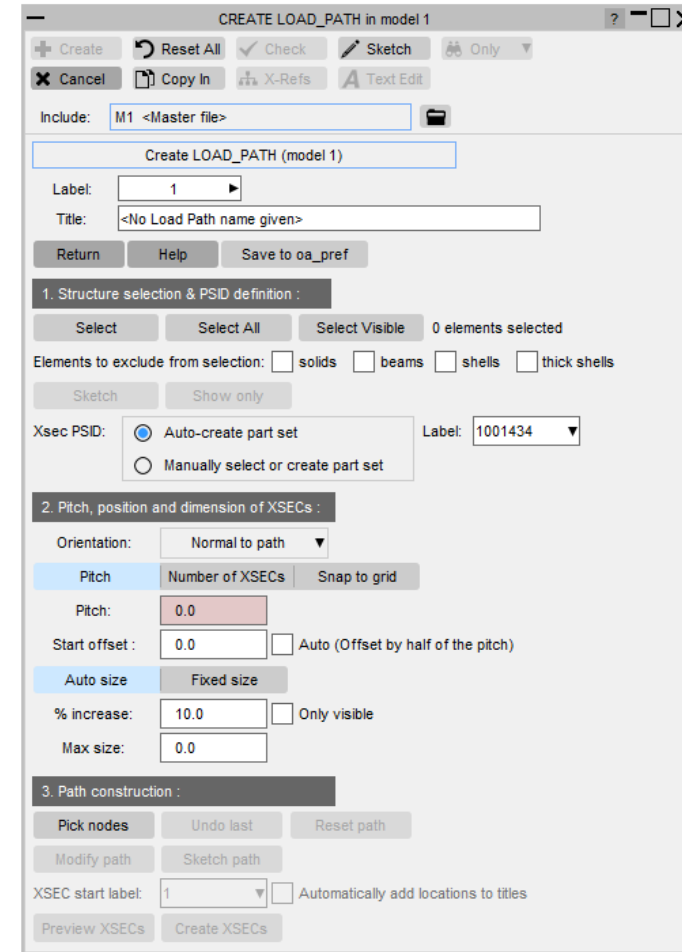 CREATE LOAD_PATH in model 1 ?
Create Reset All Check Sketch Only
Cancel Copy In X-Refs Text Edit
Include: M1 <Master file>
Create LOAD_PATH (model 1)
Label: 1
Title: <No Load Path name given>
Return Help Save to oa_pref
1. Structure selection & PSID definition :
Select Select All Select Visible 0 elements selected
Elements to exclude from selection: solids beams shells thick shells
Sketch Show only
Xsec PSID: Auto-create part set Label: 1001434
Manually select or create part set
2. Pitch, position and dimension of XSECs :
Orientation: Normal to path
Pitch Number of XSECs Snap to grid
Pitch: 0.0
Start offset : 0.0 Auto (Offset by half of the pitch)
Auto size Fixed size
% increase: 10.0 Only visible
Max size: 0.0
3. Path construction :
Pick nodes Undo last Reset path
Modify path Sketch path
XSEC start label: 1 Automatically add locations to titles
Preview XSECs Create XSECs